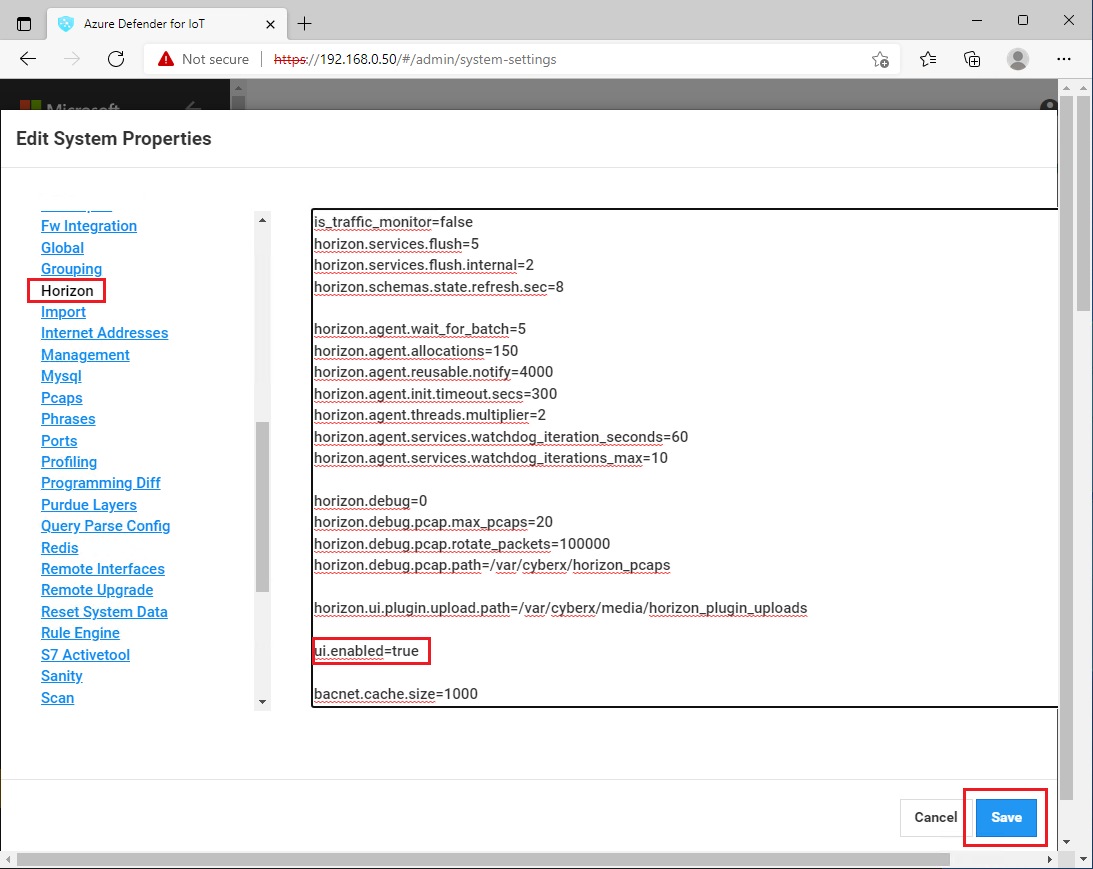 Azure Defender for IoT
Not secure
https://192.168.0.50/#/admin/system-settings
Microsoft
Edit System Properties
Fw Integration
Global
Grouping
Horizon
Import
Internet Addresses
Management
Mysql
Pcaps
Phrases
Ports
Profiling
Programming Diff
Purdue Layers
Query Parse Config
Redis
Remote Interfaces
Remote Upgrade
Reset System Data
Rule Engine
S7 Activetool
Sanity
Scan
is_traffic_monitor=false
horizon.services.flush=5
horizon.services.flush.internal=2
horizon.schemas.state.refresh.sec=8
horizon.agent.wait_for_batch=5
horizon.agent.allocations=150
horizon.agent.reusable.notify=4000
horizon.agent.init.timeout.secs=300
horizon.agent.threads.multiplier=2
horizon.agent.services.watchdog_iteration_seconds=60
horizon.agent.services.watchdog_iterations_max=10
horizon.debug=0
horizon.debug.pcap.max_pcaps=20
horizon.debug.pcap.rotate_packets=100000
horizon.debug.pcap.path=/var/cyberx/horizon_pcaps
horizon.ui.plugin.upload.path=/var/cyberx/media/horizon_plugin_uploads
ui.enabled=true
bacnet.cache.size=1000
Cancel
Save